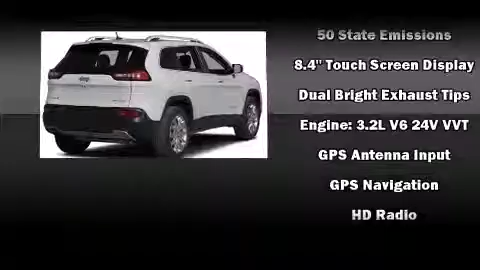 50 State Emissions
8.4" Touch Screen Display
Dual Bright Exhaust Tips
Engine: 3.2L V6 24V VVT
GPS Antenna Input
GPS Navigation
HD Radio